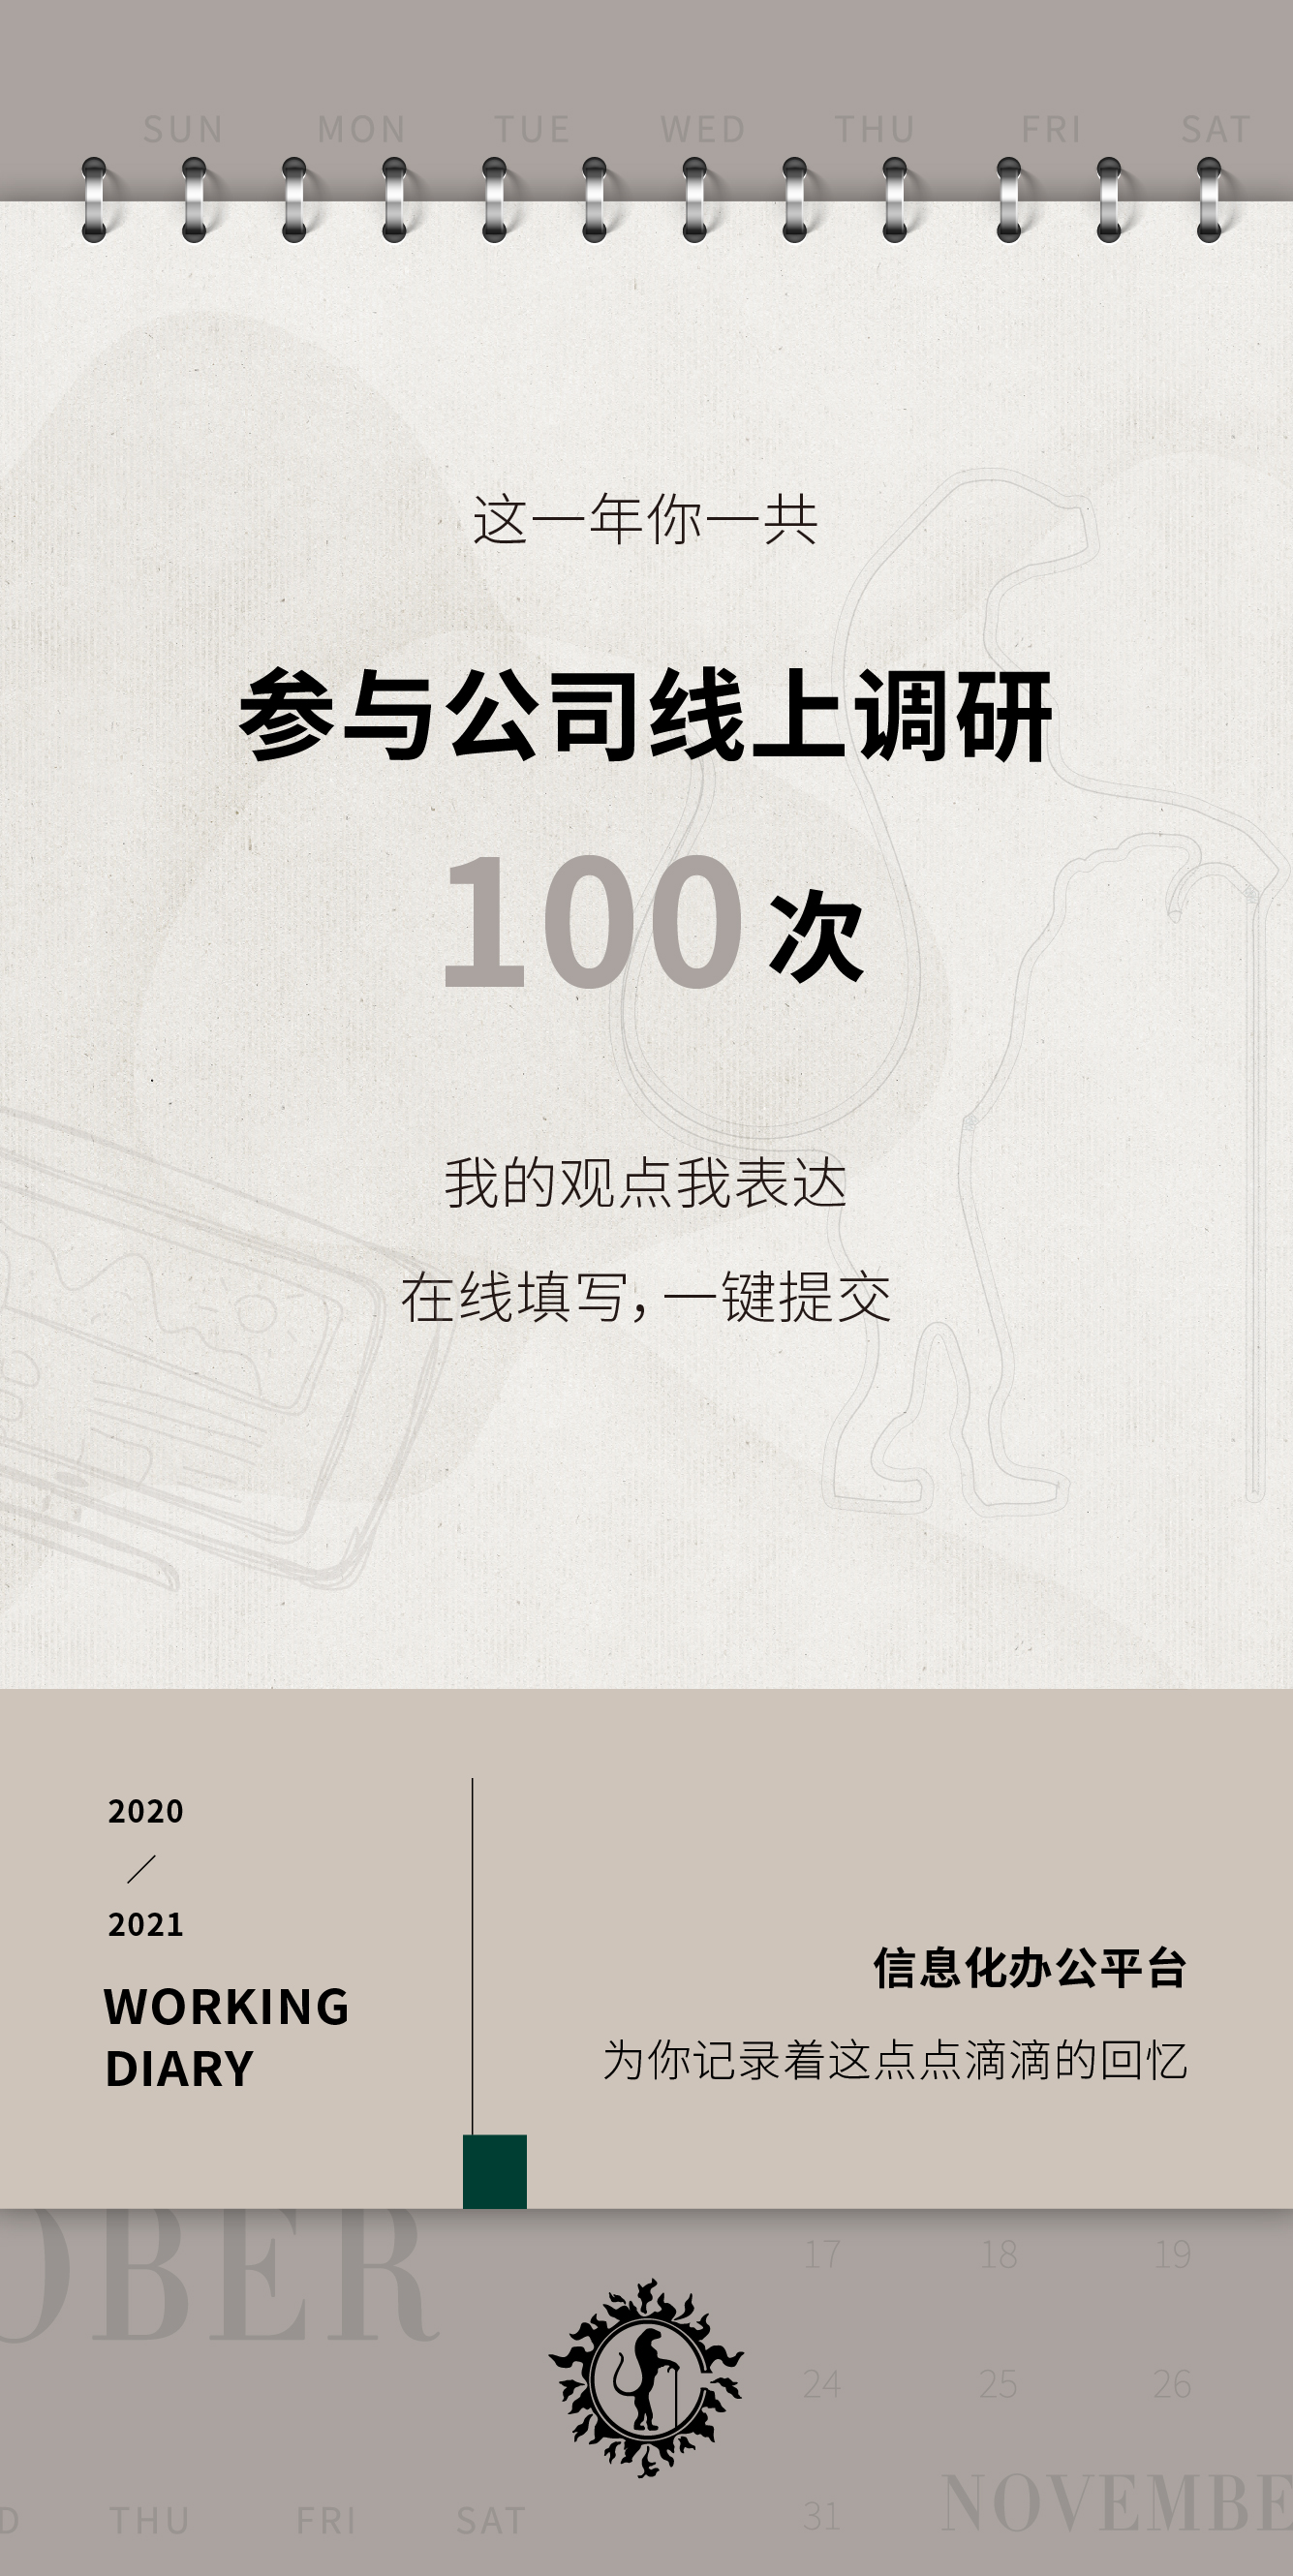 SUN MON TUE WED THU FRI SAT
这一年你一共
参与公司线上调研
100 次
我的观点我表达
在线填写，一键提交
2020
／
2021
WORKING
DIARY
信息化办公平台
为你记录着这点点滴滴的回忆
OBER
17 18 19
24 25 26
31
NOVEMBE
D THU FRI SAT